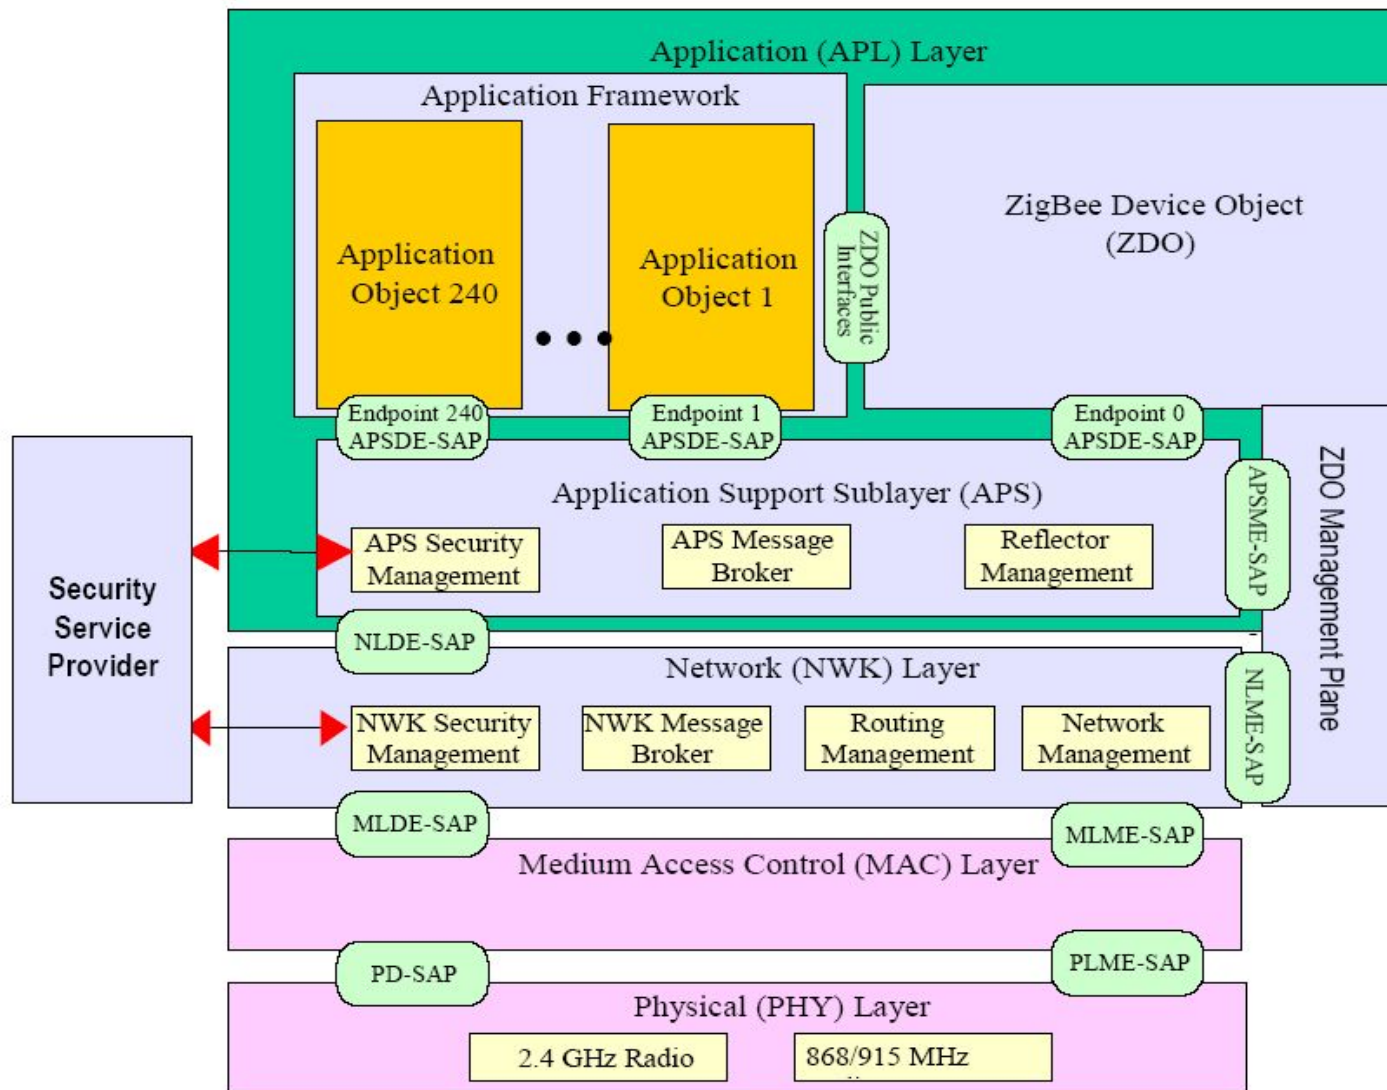 Application (APL) Layer
Application Framework
Application
Object 240
Application
Object 1
ZDO Public
Interfaces
ZigBee Device Object
(ZDO)
Endpoint 240
APSDE-SAP
Endpoint 1
APSDE-SAP
Endpoint 0
APSDE-SAP
Application Support Sublayer (APS)
APS Security
Management
APS Message
Broker
Reflector
Management
APSME-SAP
ZDO Management Plane
Security
Service
Provider
NLDE-SAP
Network (NWK) Layer
NWK Security
Management
NWK Message
Broker
Routing
Management
Network
Management
NLME-SAP
MLDE-SAP
MLME-SAP
Medium Access Control (MAC) Layer
PD-SAP
PLME-SAP
Physical (PHY) Layer
2.4 GHz Radio
868/915 MHz